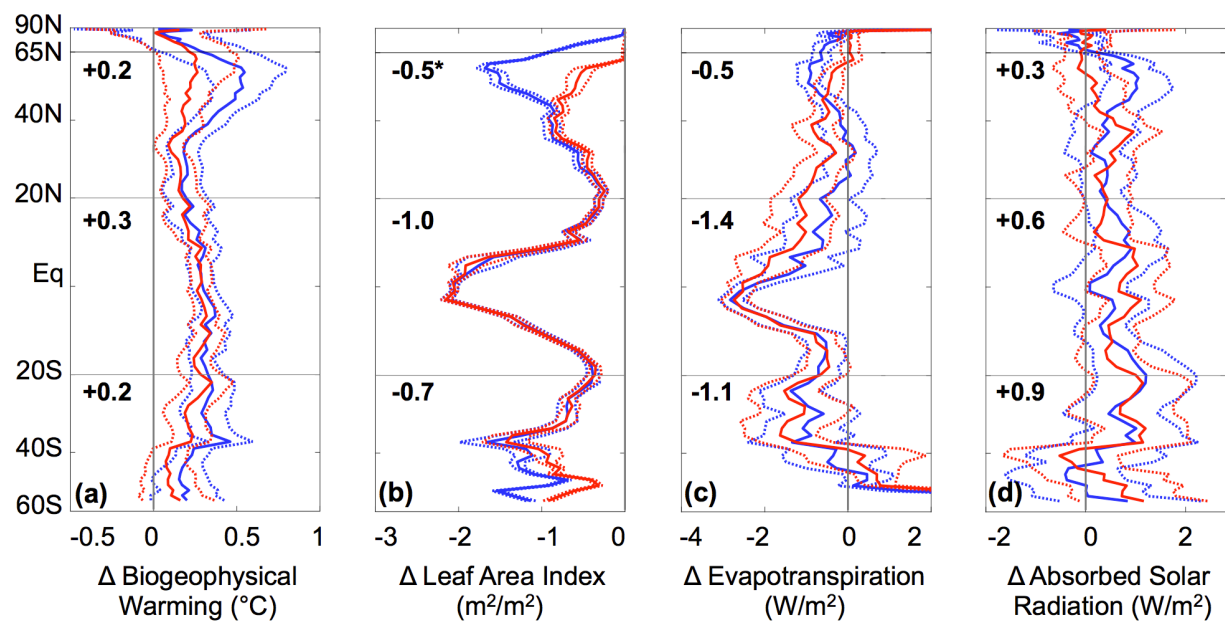 90N
65N
40N
20N
Eq
20S
40S
60S
+0.2
+0.3
+0.2
(a)
-0.5 0 0.5 1
Δ Biogeophysical
Warming (°C)
-0.5*
-1.0
-0.7
(b)
-3 -2 -1 0
Δ Leaf Area Index
(m²/m²)
-0.5
-1.4
-1.1
(c)
-4 -2 0 2
Δ Evapotranspiration
(W/m²)
+0.3
+0.6
+0.9
(d)
-2 0 2
Δ Absorbed Solar
Radiation (W/m²)